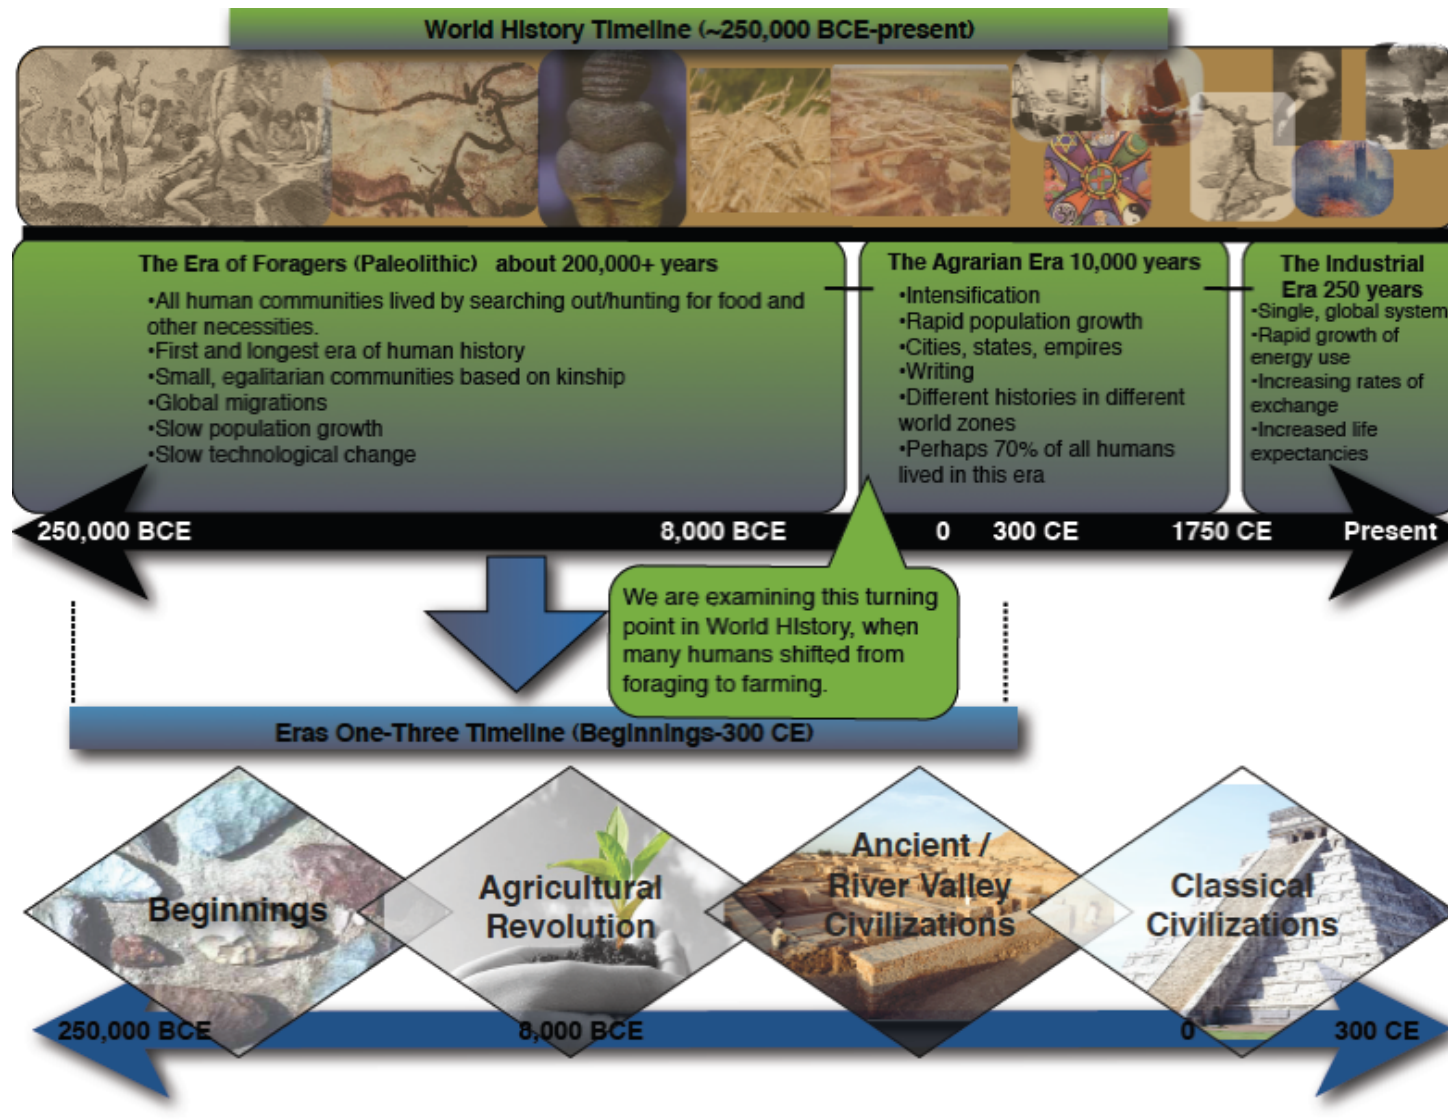 World HIstory TImelIne (~250,000 BCE-present)
The Era of Foragers (Paleolithic)   about 200,000+ years
•All human communities lived by searching out/hunting for food and
other necessities.
•First and longest era of human history
•Small, egalitarian communities based on kinship
•Global migrations
•Slow population growth
•Slow technological change
The Agrarian Era 10,000 years
•Intensification
•Rapid population growth
•Cities, states, empires
•Writing
•Different histories in different
world zones
•Perhaps 70% of all humans
lived in this era
The Industrial
Era 250 years
•Single, global system
•Rapid growth of
energy use
•Increasing rates of
exchange
•Increased life
expectancies
250,000 BCE
8,000 BCE
0
300 CE
1750 CE
Present
We are examining this turning
point in World HIstory, when
many humans shifted from
foraging to farming.
Eras One-Three TImelIne (BegInnIngs-300 CE)
Beginnings
Agricultural
Revolution
Ancient /
River Valley
Civilizations
Classical
Civilizations
250,000 BCE
8,000 BCE
0
300 CE